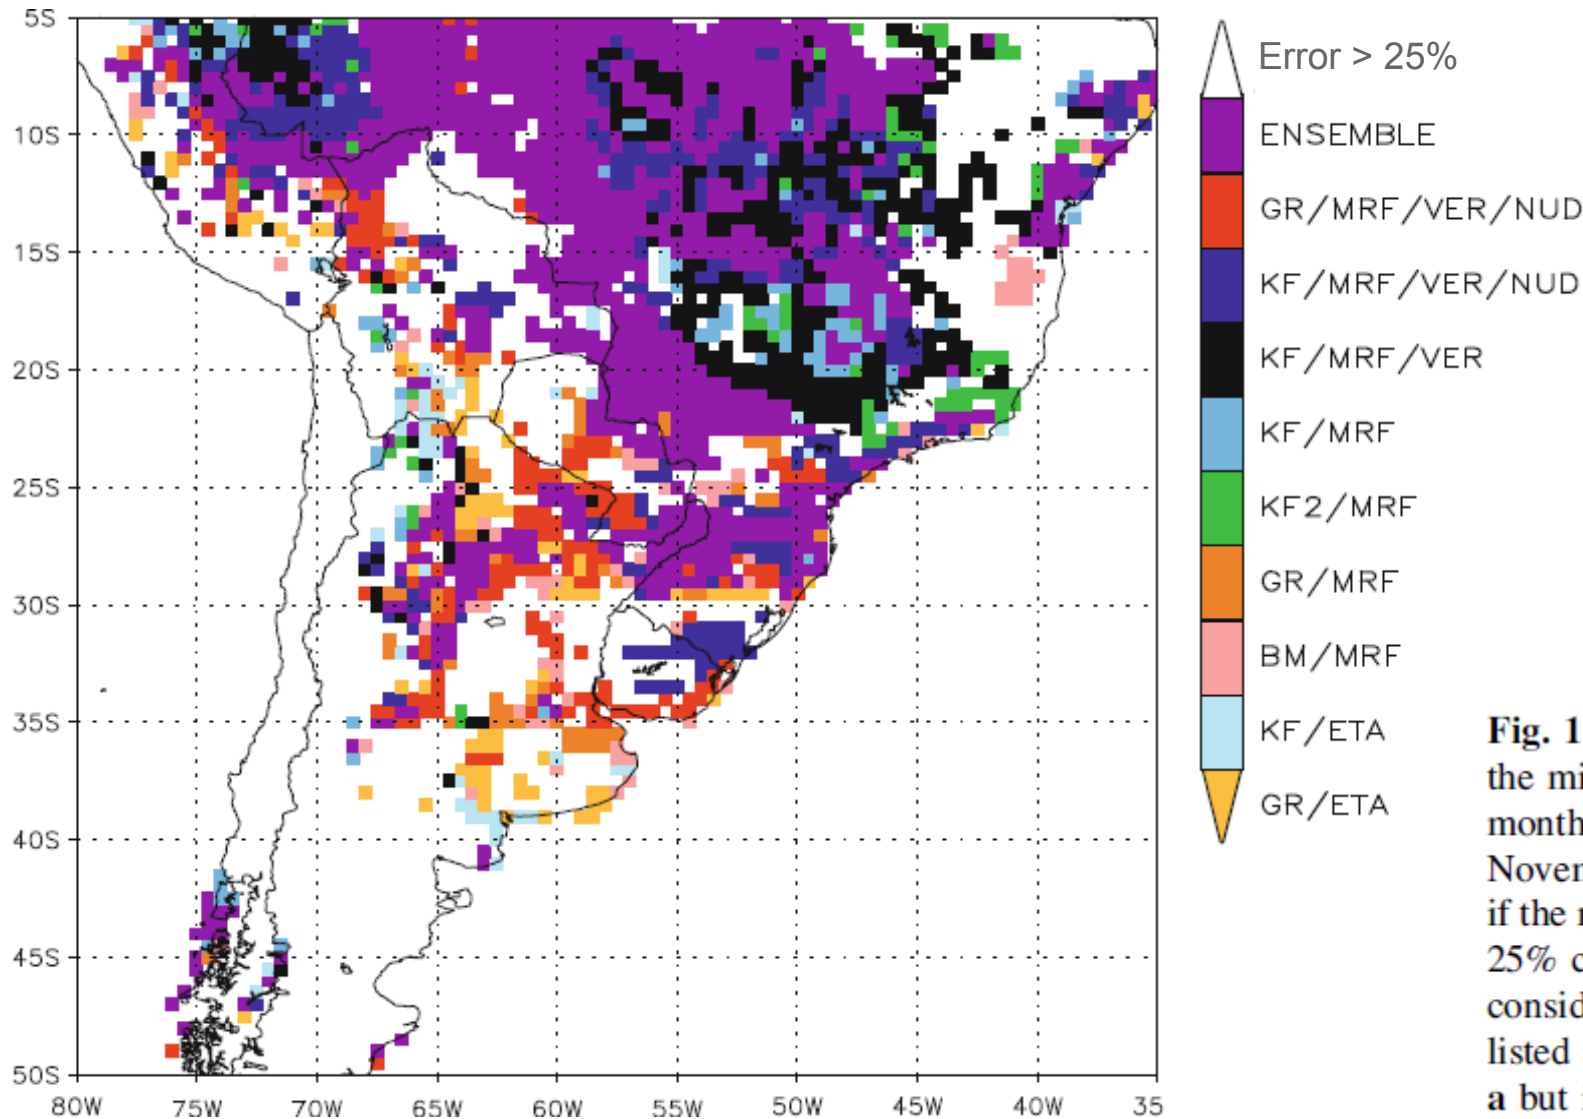 5S
10S
15S
20S
25S
30S
35S
40S
45S
50S
80W 75W 70W 65W 60W 55W 50W 45W 40W 35
Error > 25%
ENSEMBLE
GR/MRF/VER/NUD
KF/MRF/VER/NUD
KF/MRF/VER
KF/MRF
KF2/MRF
GR/MRF
BM/MRF
KF/ETA
GR/ETA
Fig. 1
the mi
month
Noven
if the
25% c
consid
listed
a but